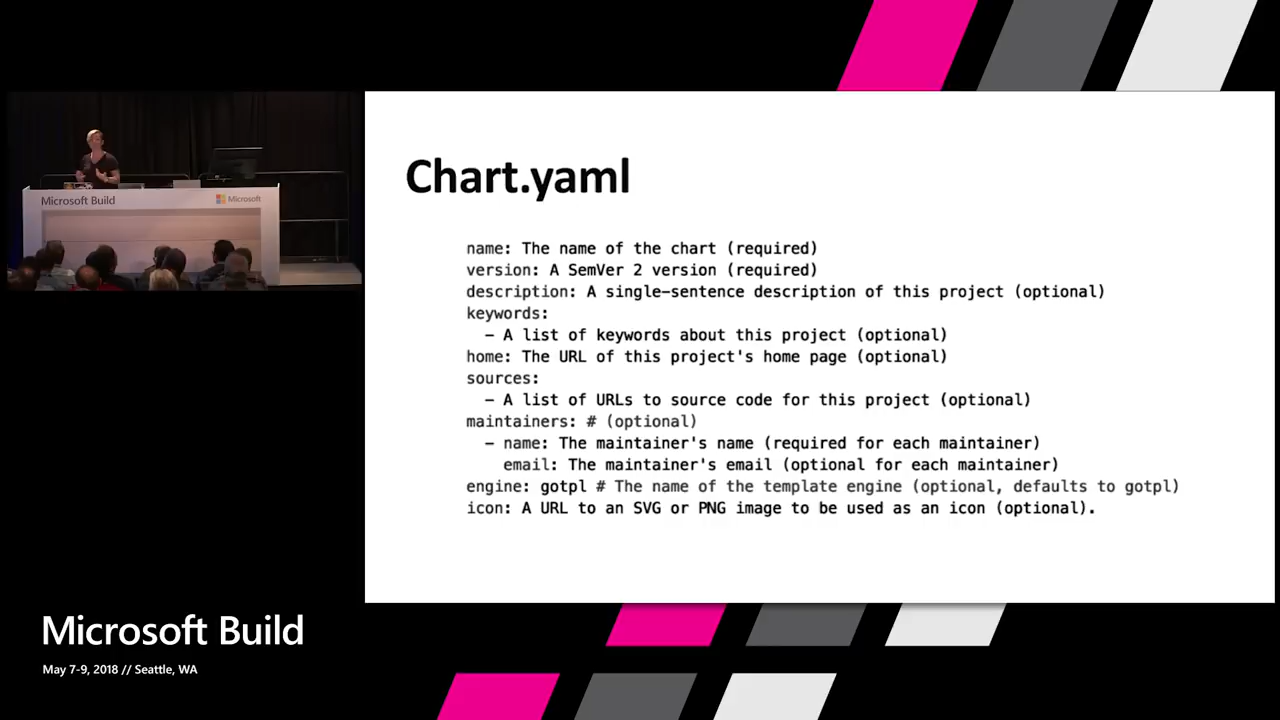 Chart.yaml
name: The name of the chart (required)
version: A SemVer 2 version (required)
description: A single-sentence description of this project (optional)
keywords:
- A list of keywords about this project (optional)
home: The URL of this project's home page (optional)
sources:
- A list of URLs to source code for this project (optional)
maintainers: # (optional)
- name: The maintainer's name (required for each maintainer)
email: The maintainer's email (optional for each maintainer)
engine: gotpl # The name of the template engine (optional, defaults to gotpl)
icon: A URL to an SVG or PNG image to be used as an icon (optional).
Microsoft Build
Microsoft
Microsoft Build
May 7-9, 2018 // Seattle, WA